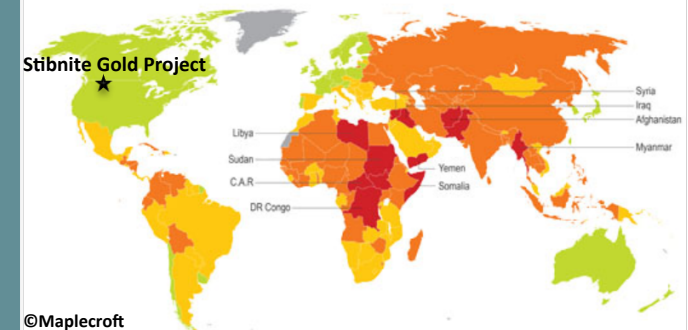 Stibnite Gold Project
Syria
Iraq
Afghanistan
Libya
Myanmar
Sudan
Yemen
C.A.R
Somalia
DR Congo
©Maplecroft